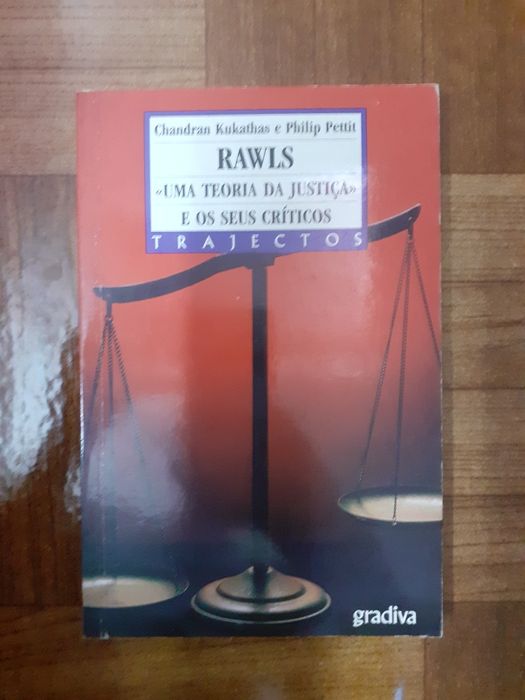 Chandran Kukathas e Philip Pettit
RAWLS
«UMA TEORIA DA JUSTIÇA»
E OS SEUS CRÍTICOS
TRAJECTOS
gradiva